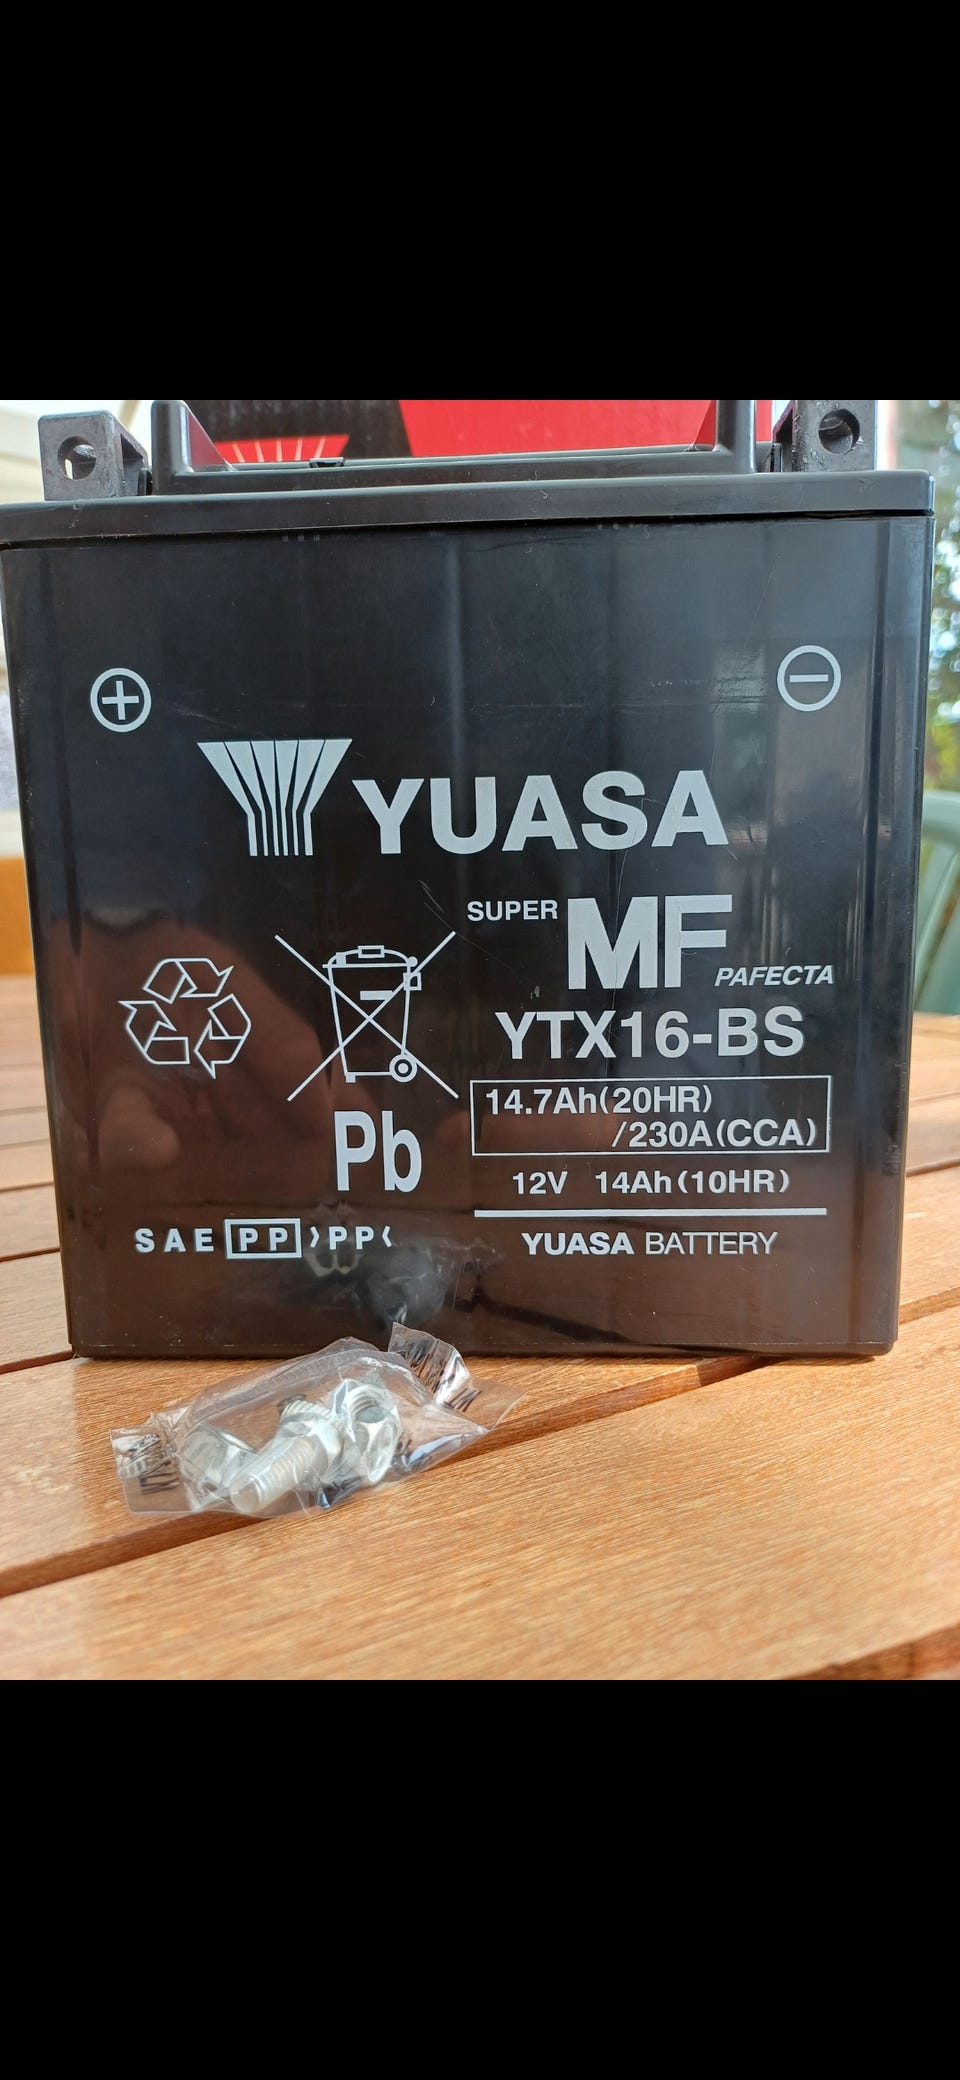 +
−
YUASA
SUPER MF PAFECTA
YTX16-BS
14.7Ah(20HR)
/230A(CCA)
12V 14Ah(10HR)
YUASA BATTERY
Pb
SAE PP >PP<